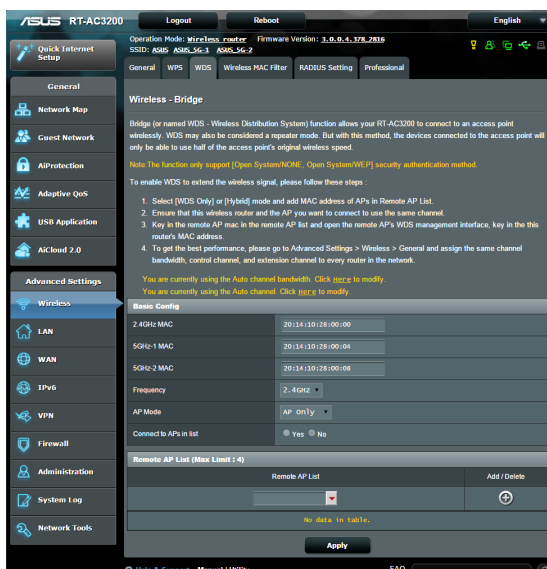 ASUS RT-AC3200 Logout Reboot English
Operation Mode: Wireless router Firmware Version: 3.0.0.4.378_2816
SSID: ASUS ASUS_5G-1 ASUS_5G-2
Quick Internet Setup
General WPS WDS Wireless MAC Filter RADIUS Setting Professional
General
Network Map
Guest Network
AiProtection
Adaptive QoS
USB Application
AiCloud 2.0
Advanced Settings
Wireless
LAN
WAN
IPv6
VPN
Firewall
Administration
System Log
Network Tools
Wireless - Bridge
Bridge (or named WDS - Wireless Distribution System) function allows your RT-AC3200 to connect to an access point
wirelessly. WDS may also be considered a repeater mode. But with this method, the devices connected to the access point will
only be able to use half of the access point's original wireless speed.
Note:The function only support [Open System/NONE, Open System/WEP] security authentication method.
To enable WDS to extend the wireless signal, please follow these steps :
1. Select [WDS Only] or [Hybrid] mode and add MAC address of APs in Remote AP List.
2. Ensure that this wireless router and the AP you want to connect to use the same channel.
3. Key in the remote AP mac in the remote AP list and open the remote AP's WDS management interface, key in the this
router's MAC address.
4. To get the best performance, please go to Advanced Settings > Wireless > General and assign the same channel
bandwidth, control channel, and extension channel to every router in the network.
You are currently using the Auto channel bandwidth. Click Here to modify.
You are currently using the Auto channel. Click Here to modify.
Basic Config
2.4GHz MAC 20:14:10:28:00:00
5GHz-1 MAC 20:14:10:28:00:04
5GHz-2 MAC 20:14:10:28:00:08
Frequency 2.4GHz
AP Mode AP Only
Connect to APs in list Yes No
Remote AP List (Max Limit : 4)
Remote AP List Add / Delete
No data in table.
Apply
Help & Support Manual | Utility FAQ